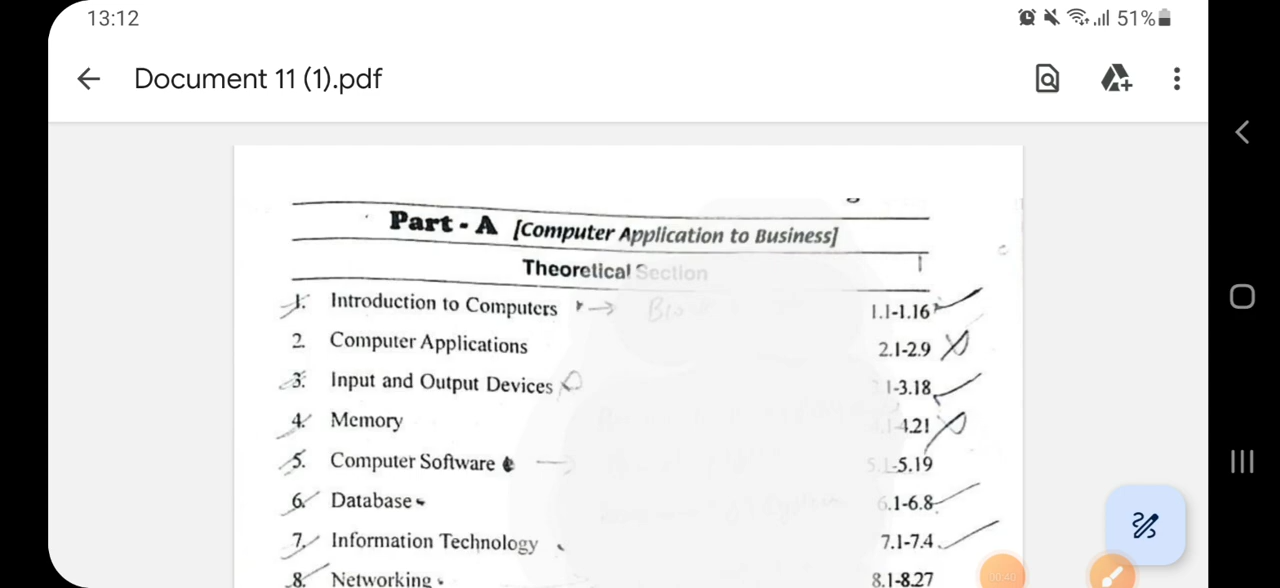 13:12 51%
Document 11 (1).pdf
Part - A [Computer Application to Business]
Theoretical Section
1. Introduction to Computers 1.1-1.16
2. Computer Applications 2.1-2.9
3. Input and Output Devices 1-3.18
4. Memory 4.1-4.21
5. Computer Software 5.1-5.19
6. Database 6.1-6.8
7. Information Technology 7.1-7.4
8. Networking 8.1-8.27
00:40